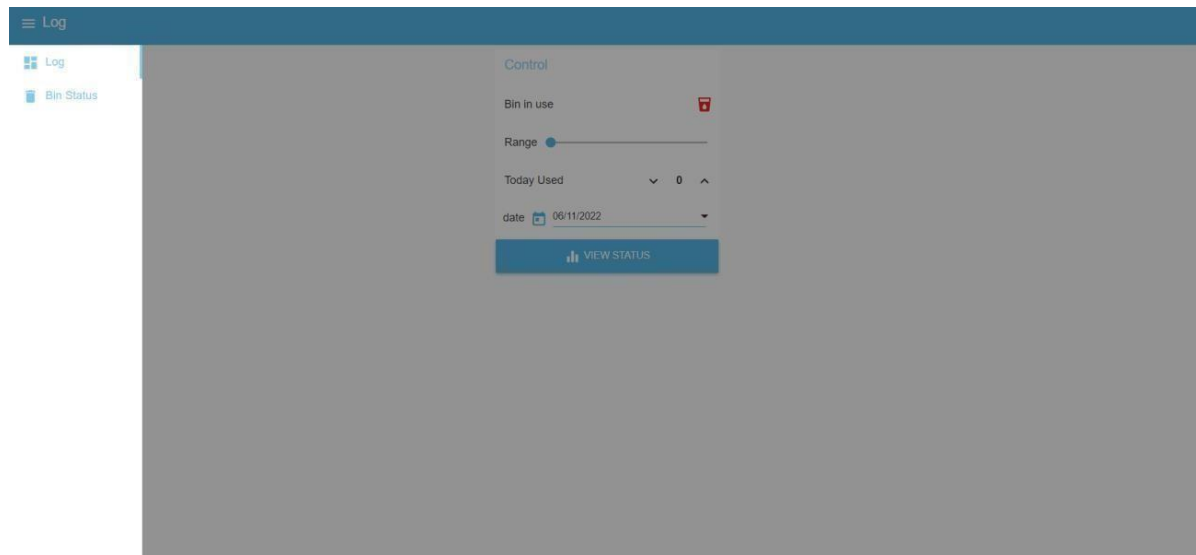 Log
Log
Bin Status
Control
Bin in use
Range
Today Used 0
date 06/11/2022
VIEW STATUS